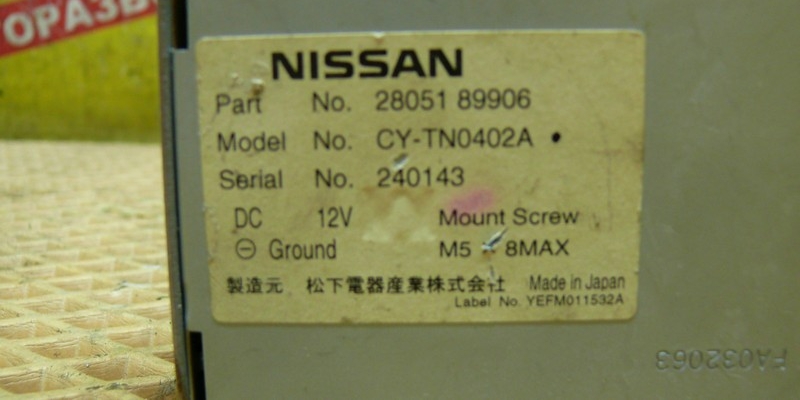 ОРАЗБ
NISSAN
Part No. 28051 89906
Model No. CY-TN0402A •
Serial No. 240143
DC 12V Mount Screw
⊖ Ground M5 × 8MAX
製造元 松下電器産業株式会社 Made in Japan
Label No. YEFM011532A
FA032063